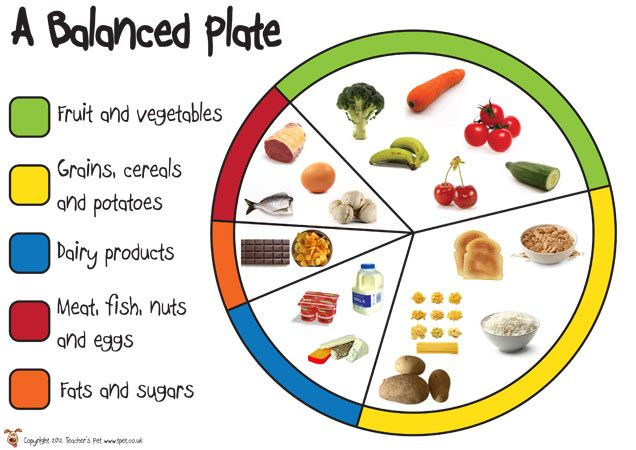 A Balanced Plate
Fruit and vegetables
Grains, cereals
and potatoes
Dairy products
Meat, fish, nuts
and eggs
Fats and sugars
MILK
Copyright 2012 Teacher's Pet www.tpet.co.uk